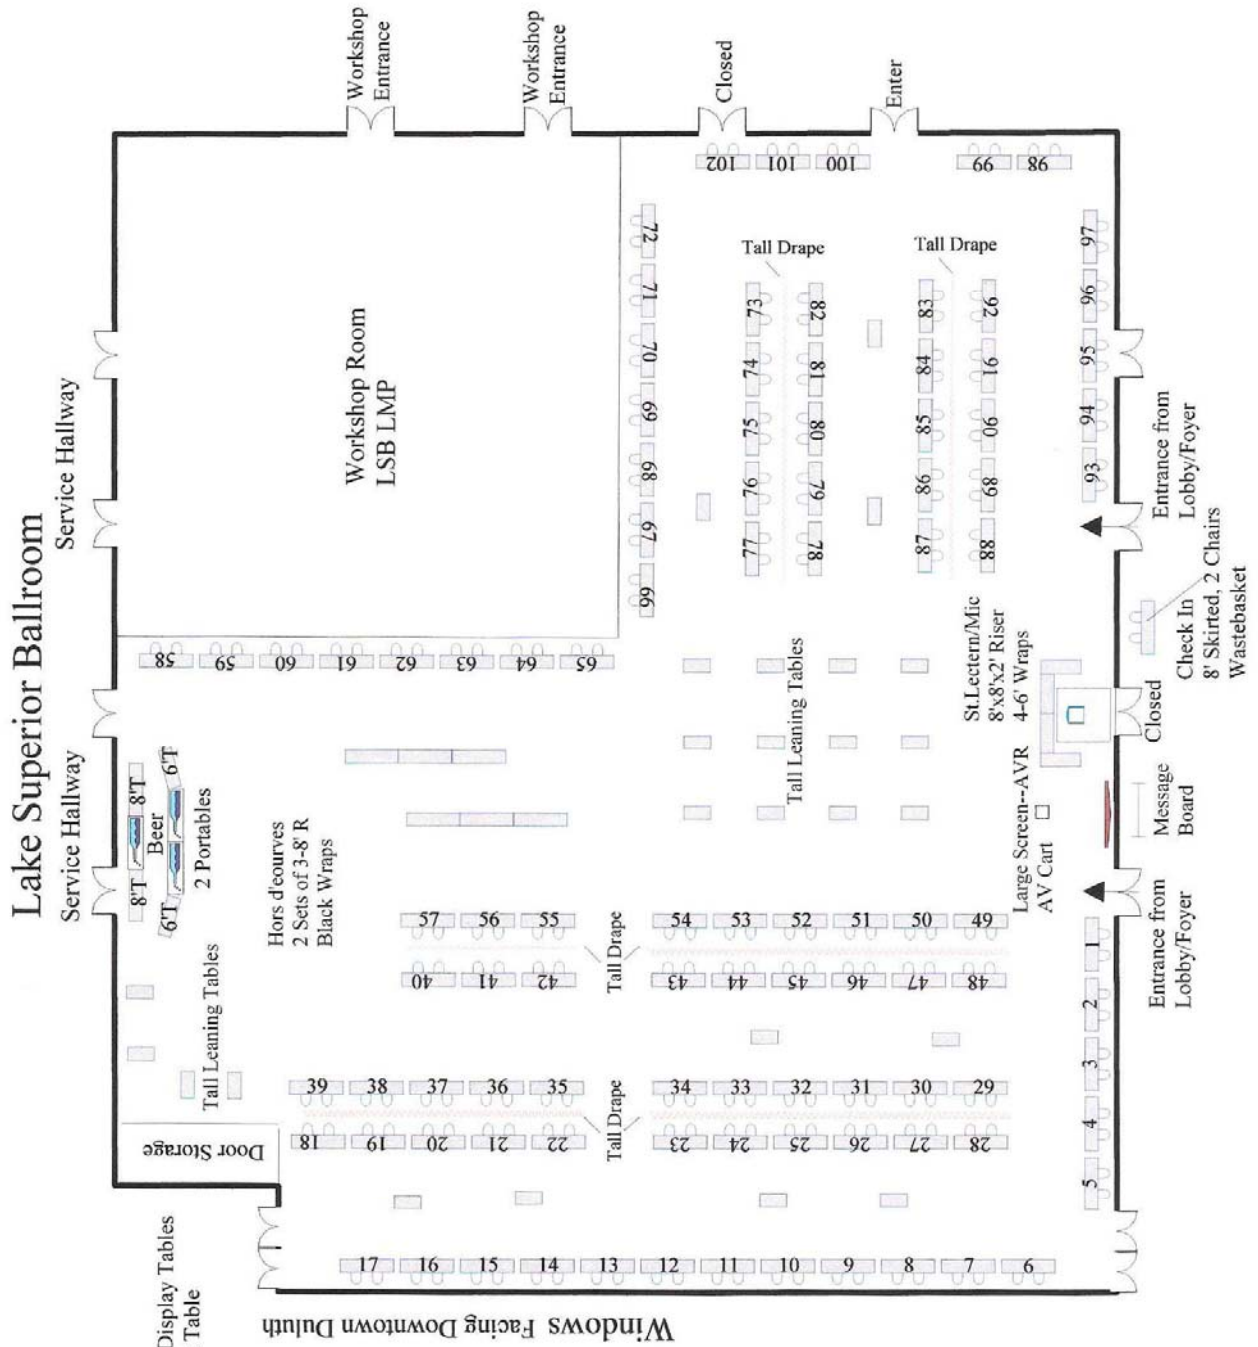 Lake Superior Ballroom
Service Hallway
Service Hallway
Workshop
Entrance
Workshop
Entrance
Closed
Enter
Workshop Room
LSB LMP
8'T
8'T
Beer
6'T
6'T
2 Portables
Hors d'eourves
2 Sets of 3-8' R
Black Wraps
Tall Leaning Tables
Door Storage
Display Tables
Table
Windows Facing Downtown Duluth
58
59
60
61
62
63
64
65
66
67
68
69
70
71
72
Tall Drape
73
74
75
76
77
82
81
80
79
78
Tall Drape
83
84
85
86
87
92
91
90
89
88
102
101
100
99
98
97
96
95
94
93
Tall Leaning Tables
St.Lectern/Mic
8'x8'x2' Riser
4-6' Wraps
Large Screen--AVR
AV Cart
57
56
55
54
53
52
51
50
49
Tall Drape
40
41
42
43
44
45
46
47
48
39
38
37
36
35
34
33
32
31
30
29
Tall Drape
18
19
20
21
22
23
24
25
26
27
28
17
16
15
14
13
12
11
10
9
8
7
6
5
4
3
2
1
Entrance from
Lobby/Foyer
Message
Board
Closed
Check In
8' Skirted, 2 Chairs
Wastebasket
Entrance from
Lobby/Foyer